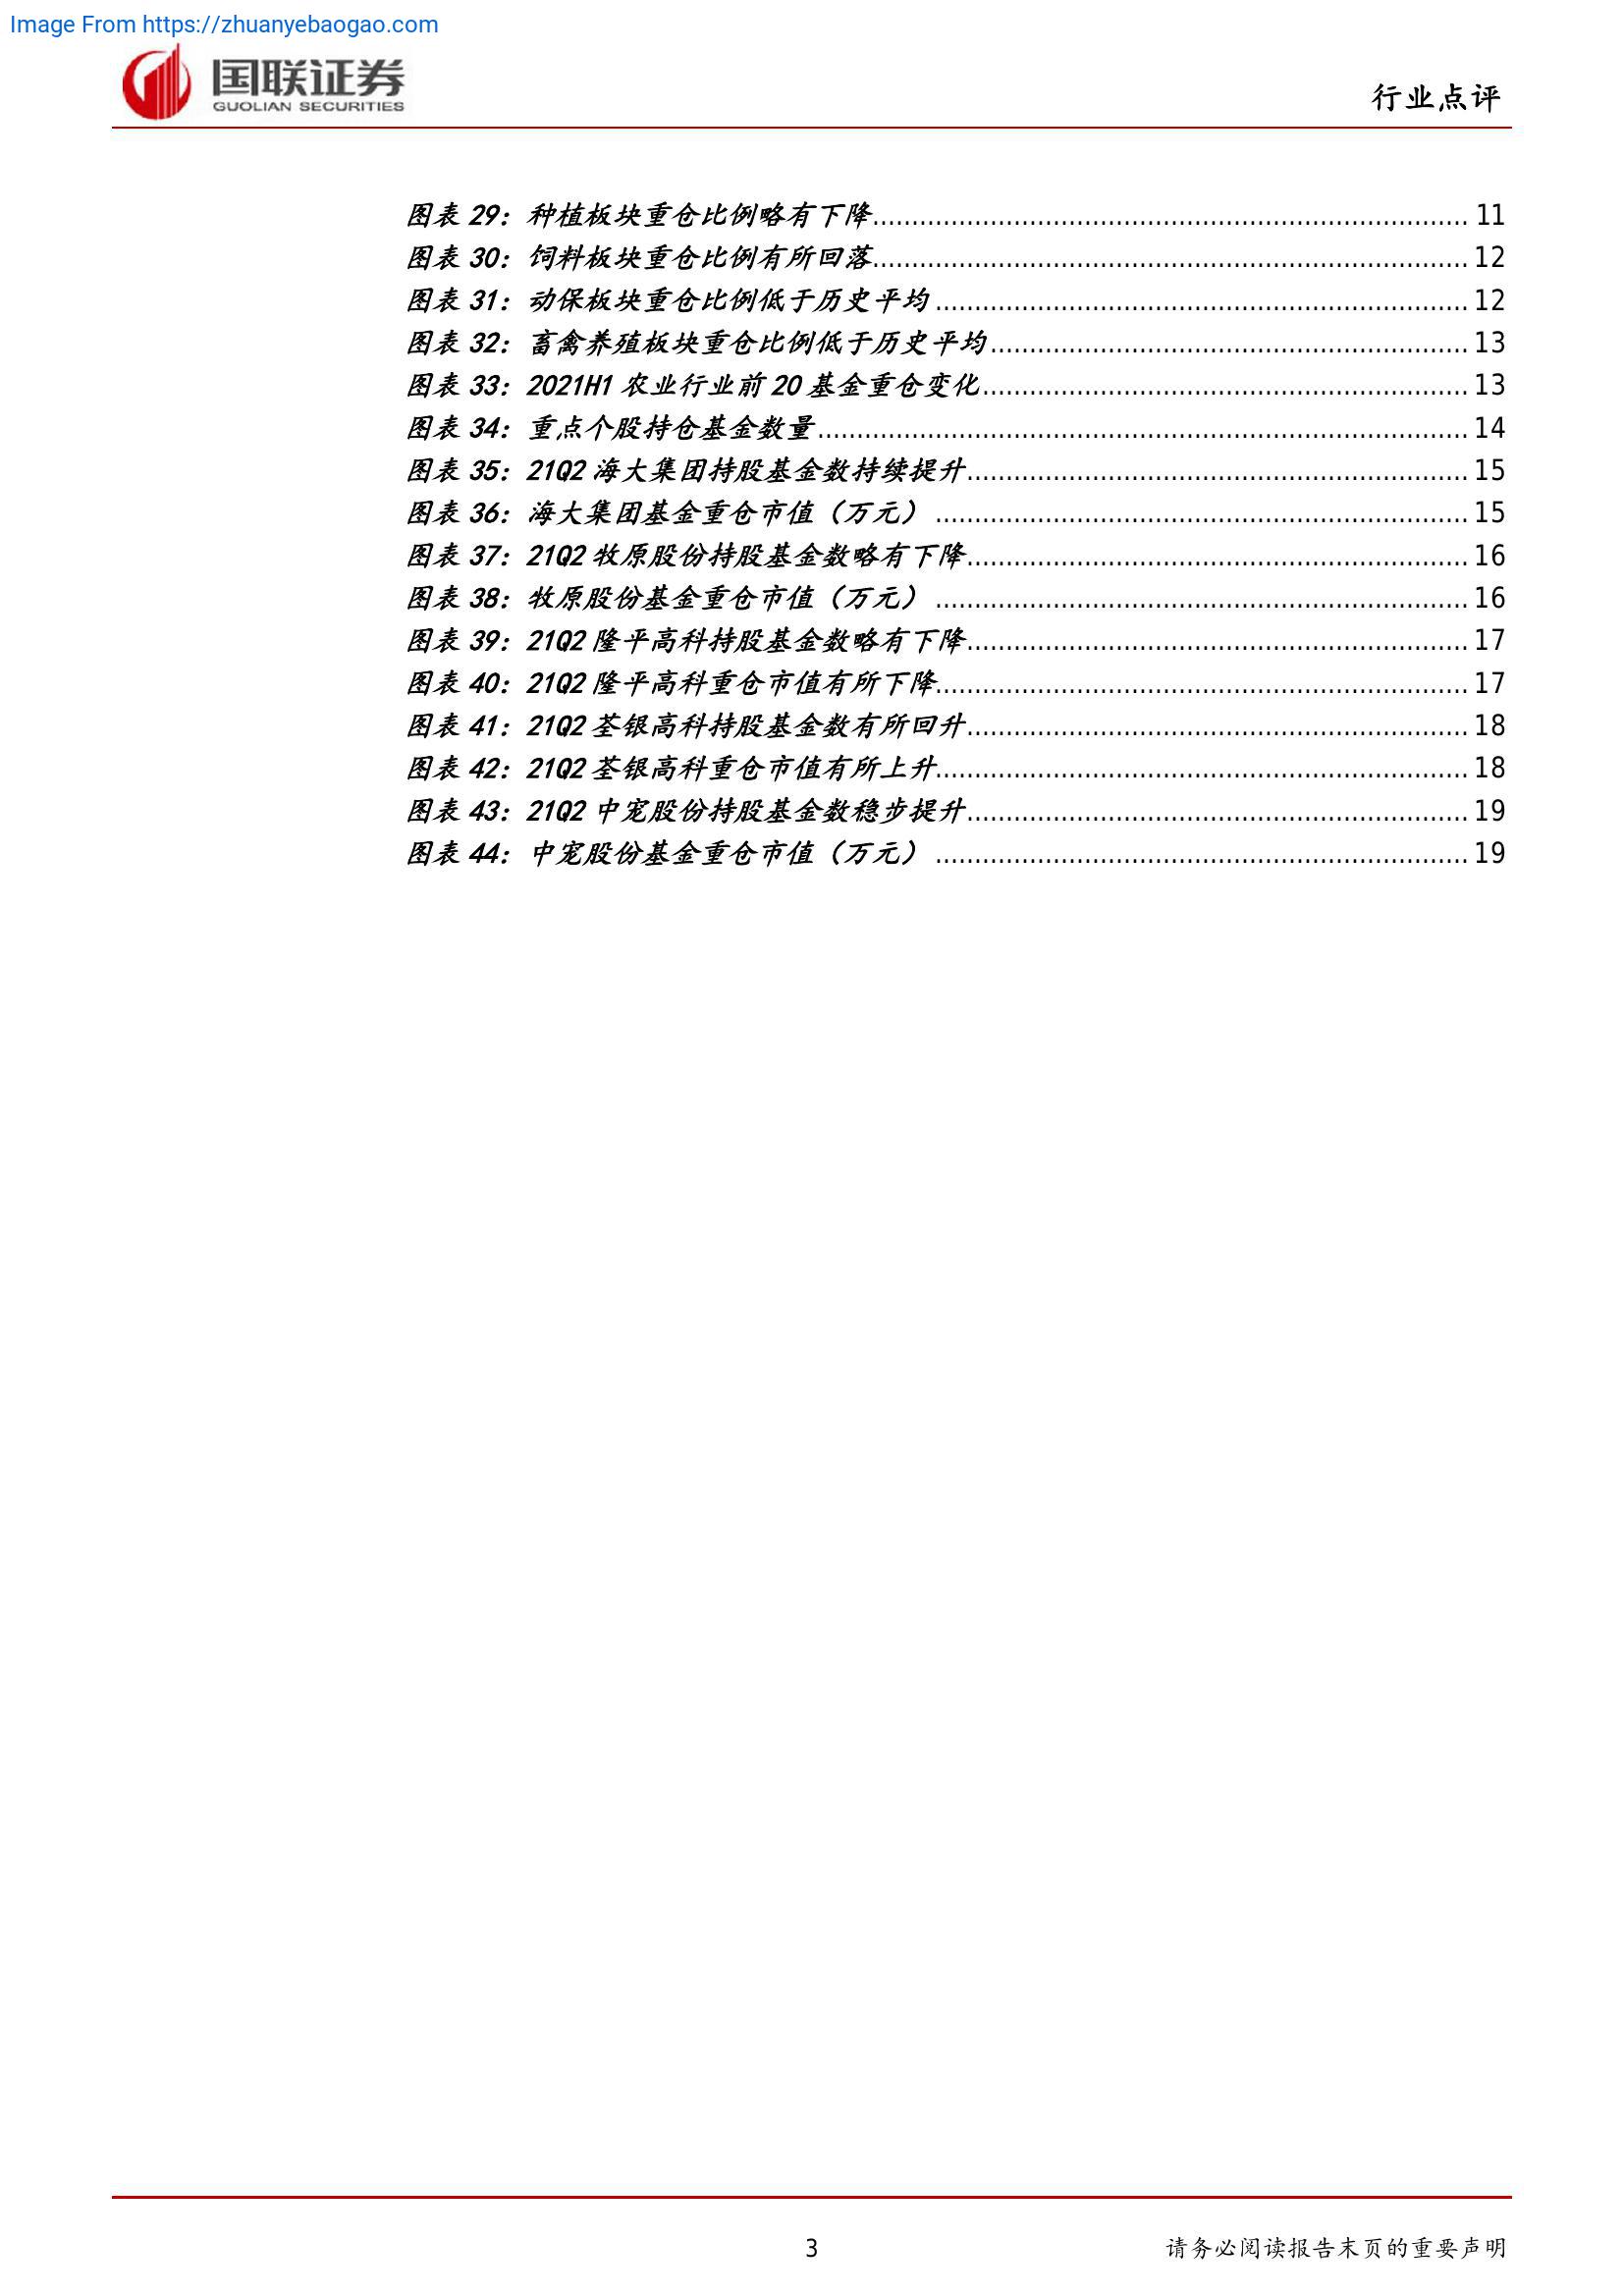 Image From https://zhuanyebaogao.com
国联证券
GUOLIAN SECURITIES
行业点评
图表 29：种植板块重仓比例略有下降 11
图表 30：饲料板块重仓比例有所回落 12
图表 31：动保板块重仓比例低于历史平均 12
图表 32：畜禽养殖板块重仓比例低于历史平均 13
图表 33：2021H1 农业行业前 20 基金重仓变化 13
图表 34：重点个股持仓基金数量 14
图表 35：21Q2 海大集团持股基金数持续提升 15
图表 36：海大集团基金重仓市值（万元） 15
图表 37：21Q2 牧原股份持股基金数略有下降 16
图表 38：牧原股份基金重仓市值（万元） 16
图表 39：21Q2 隆平高科持股基金数略有下降 17
图表 40：21Q2 隆平高科重仓市值有所下降 17
图表 41：21Q2 荃银高科持股基金数有所回升 18
图表 42：21Q2 荃银高科重仓市值有所上升 18
图表 43：21Q2 中宠股份持股基金数稳步提升 19
图表 44：中宠股份基金重仓市值（万元） 19
3
请务必阅读报告末页的重要声明